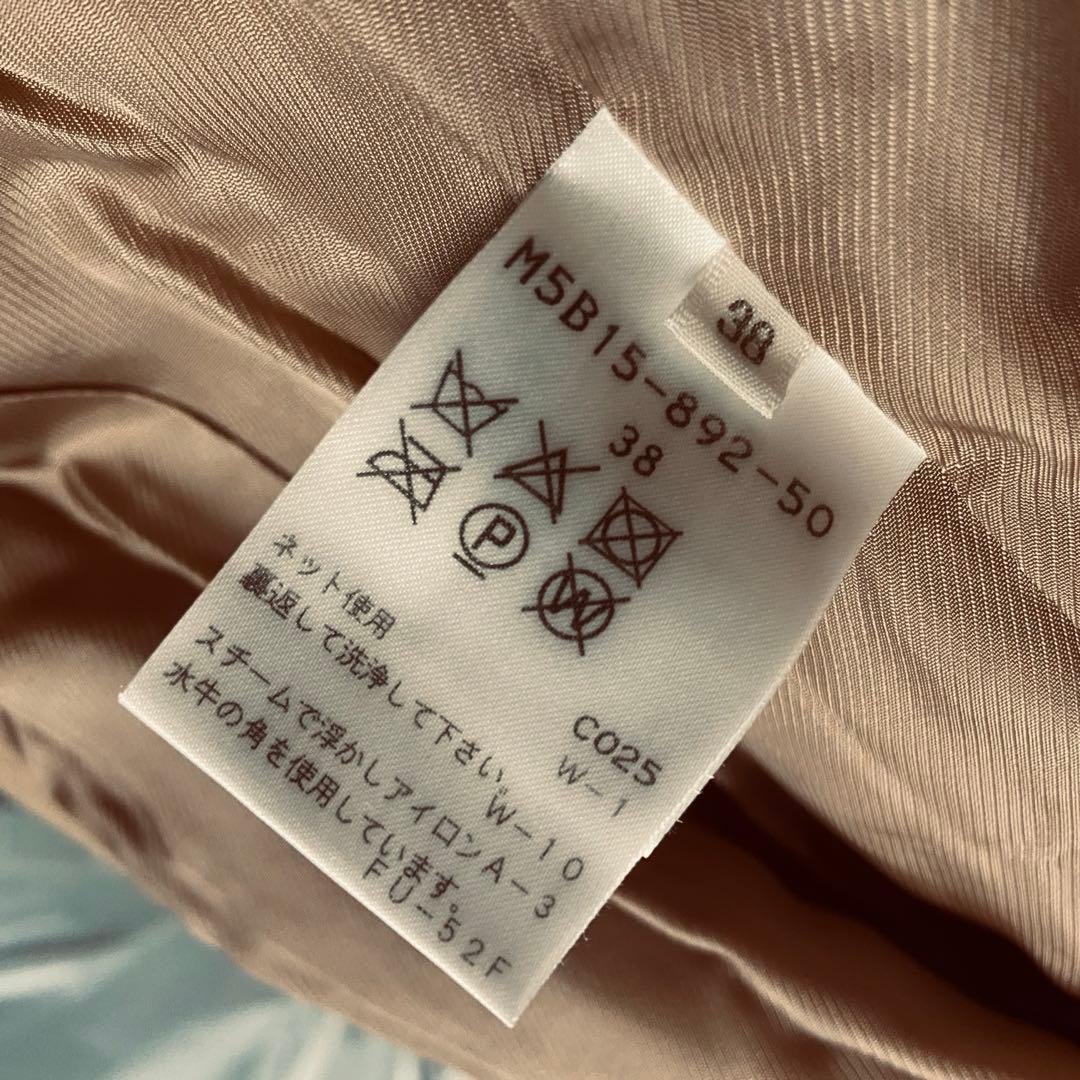 38
M5B15-892-50
38
P
W
C025
ネット使用 W-1
裏返して洗浄して下さい。W-10
スチームで浮かしアイロンA-3
水牛の角を使用しています。
FU-52F